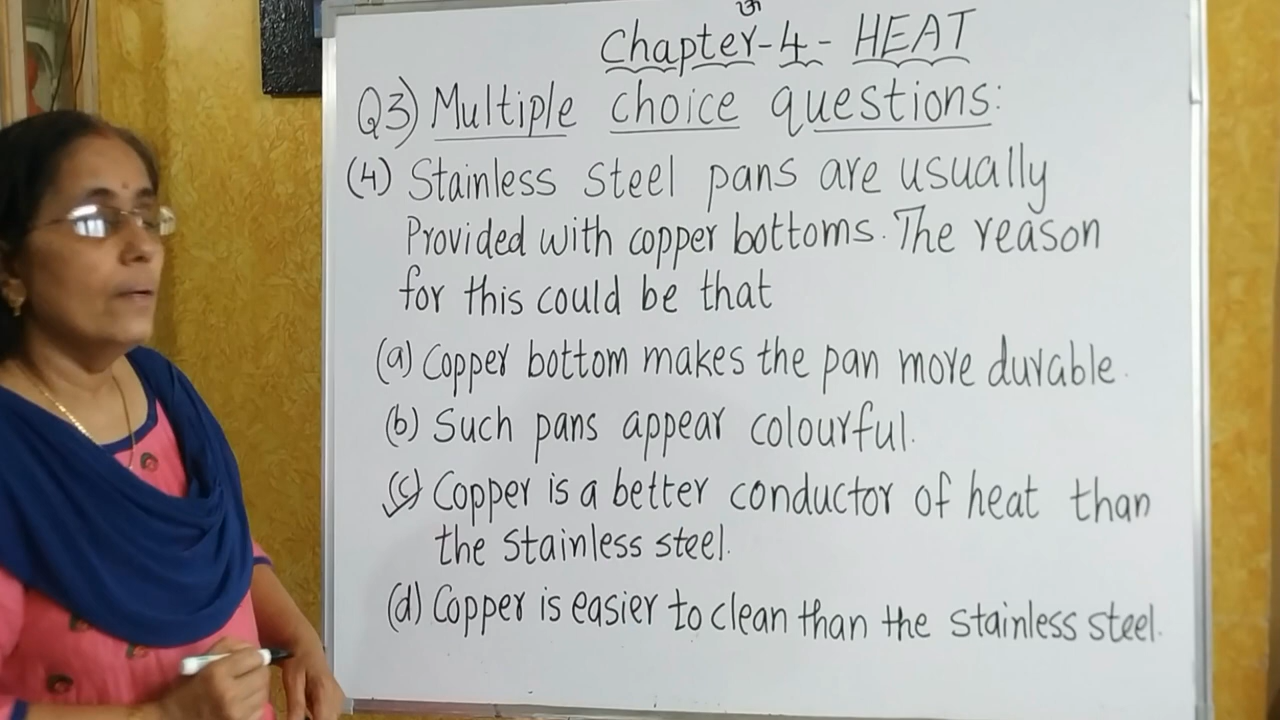 ॐ
Chapter-4- HEAT
Q3) Multiple choice questions:
(4) Stainless steel pans are usually
Provided with copper bottoms. The reason
for this could be that
(a) Copper bottom makes the pan more durable.
(b) Such pans appear colourful.
(c) Copper is a better conductor of heat than
the stainless steel.
(d) Copper is easier to clean than the stainless steel.